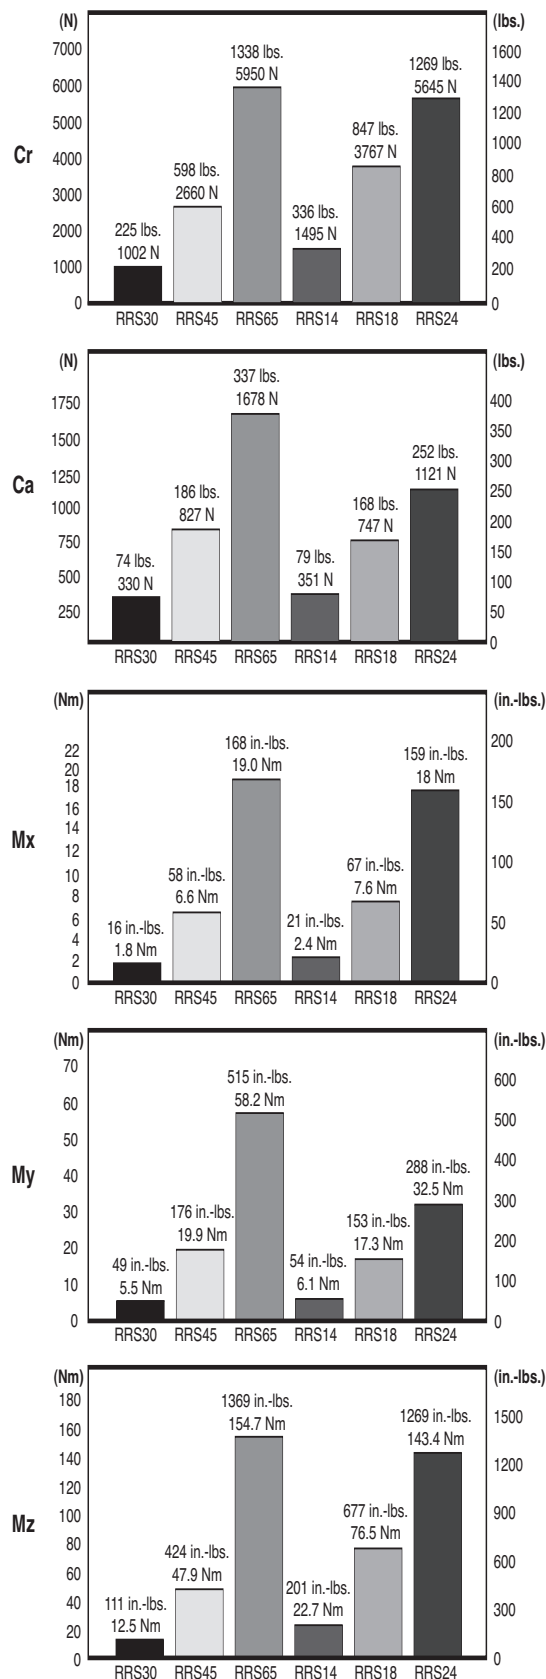 (N) (lbs.)
1338 lbs.
5950 N
1269 lbs.
5645 N
847 lbs.
3767 N
598 lbs.
2660 N
336 lbs.
1495 N
225 lbs.
1002 N
7000
6000
5000
4000
3000
2000
1000
0
Cr
1600
1400
1200
1000
800
600
400
200
0
RRS30 RRS45 RRS65 RRS14 RRS18 RRS24
(N) (lbs.)
337 lbs.
1678 N
252 lbs.
1121 N
186 lbs.
827 N
168 lbs.
747 N
74 lbs.
330 N
79 lbs.
351 N
1750
1500
1250
1000
750
500
250
Ca
400
350
300
250
200
150
100
50
0
RRS30 RRS45 RRS65 RRS14 RRS18 RRS24
(Nm) (in.-lbs.)
168 in.-lbs.
19.0 Nm
159 in.-lbs.
18 Nm
58 in.-lbs.
6.6 Nm
67 in.-lbs.
7.6 Nm
16 in.-lbs.
1.8 Nm
21 in.-lbs.
2.4 Nm
22
20
18
16
14
12
10
8
6
4
2
0
Mx
200
150
100
50
0
RRS30 RRS45 RRS65 RRS14 RRS18 RRS24
(Nm) (in.-lbs.)
515 in.-lbs.
58.2 Nm
288 in.-lbs.
32.5 Nm
176 in.-lbs.
19.9 Nm
153 in.-lbs.
17.3 Nm
49 in.-lbs.
5.5 Nm
54 in.-lbs.
6.1 Nm
70
60
50
40
30
20
10
0
My
600
500
400
300
200
100
0
RRS30 RRS45 RRS65 RRS14 RRS18 RRS24
(Nm) (in.-lbs.)
1369 in.-lbs.
154.7 Nm
1269 in.-lbs.
143.4 Nm
677 in.-lbs.
76.5 Nm
424 in.-lbs.
47.9 Nm
201 in.-lbs.
22.7 Nm
111 in.-lbs.
12.5 Nm
180
160
140
120
100
80
60
40
20
0
Mz
1500
1200
900
600
300
0
RRS30 RRS45 RRS65 RRS14 RRS18 RRS24